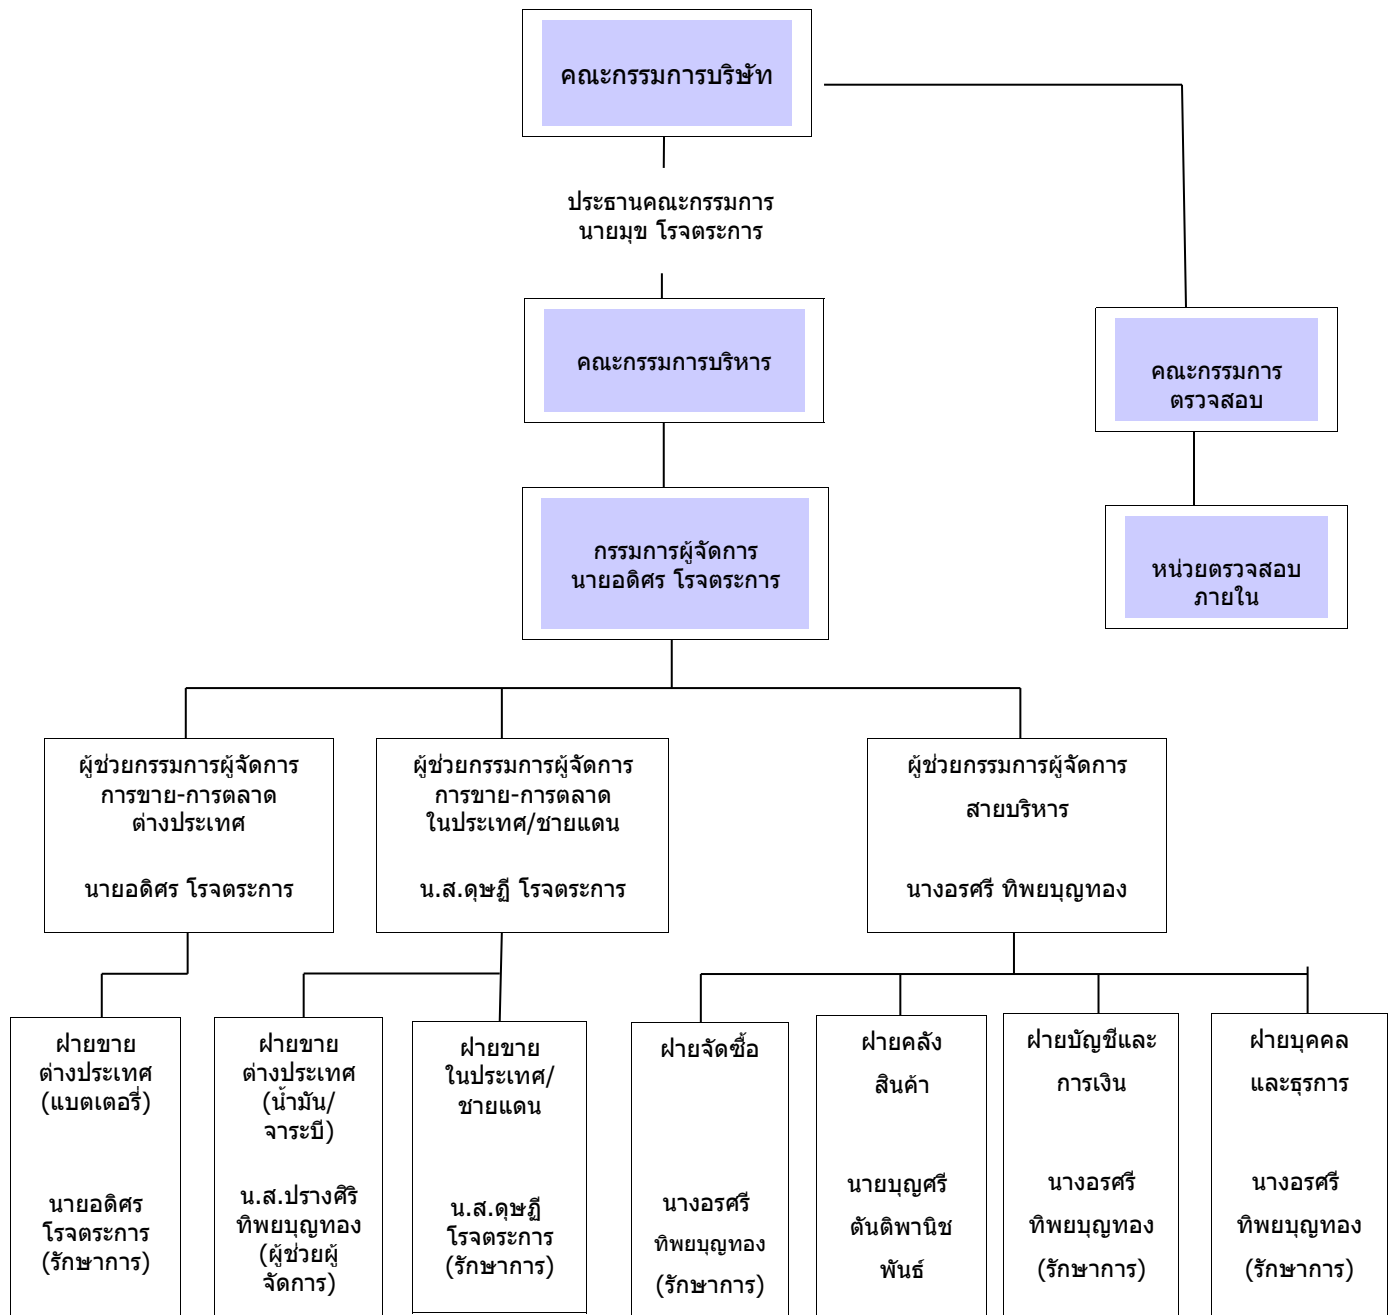 คณะกรรมการบริษัท
ประธานคณะกรรมการ
นายมุข โรจตระการ
คณะกรรมการบริหาร
คณะกรรมการ
ตรวจสอบ
กรรมการผู้จัดการ
นายอดิศร โรจตระการ
หน่วยตรวจสอบ
ภายใน
ผู้ช่วยกรรมการผู้จัดการ
การขาย-การตลาด
ต่างประเทศ
นายอดิศร โรจตระการ
ผู้ช่วยกรรมการผู้จัดการ
การขาย-การตลาด
ในประเทศ/ชายแดน
น.ส.ดุษฎี โรจตระการ
ผู้ช่วยกรรมการผู้จัดการ
สายบริหาร
นางอรศรี ทิพยบุญทอง
ฝ่ายขาย
ต่างประเทศ
(แบตเตอรี่)
นายอดิศร
โรจตระการ
(รักษาการ)
ฝ่ายขาย
ต่างประเทศ
(น้ำมัน/
จาระบี)
น.ส.ปรางศิริ
ทิพยบุญทอง
(ผู้ช่วยผู้
จัดการ)
ฝ่ายขาย
ในประเทศ/
ชายแดน
น.ส.ดุษฎี
โรจตระการ
(รักษาการ)
ฝ่ายจัดซื้อ
นางอรศรี
ทิพยบุญทอง
(รักษาการ)
ฝ่ายคลัง
สินค้า
นายบุญศรี
ตันติพานิช
พันธ์
ฝ่ายบัญชีและ
การเงิน
นางอรศรี
ทิพยบุญทอง
(รักษาการ)
ฝ่ายบุคคล
และธุรการ
นางอรศรี
ทิพยบุญทอง
(รักษาการ)